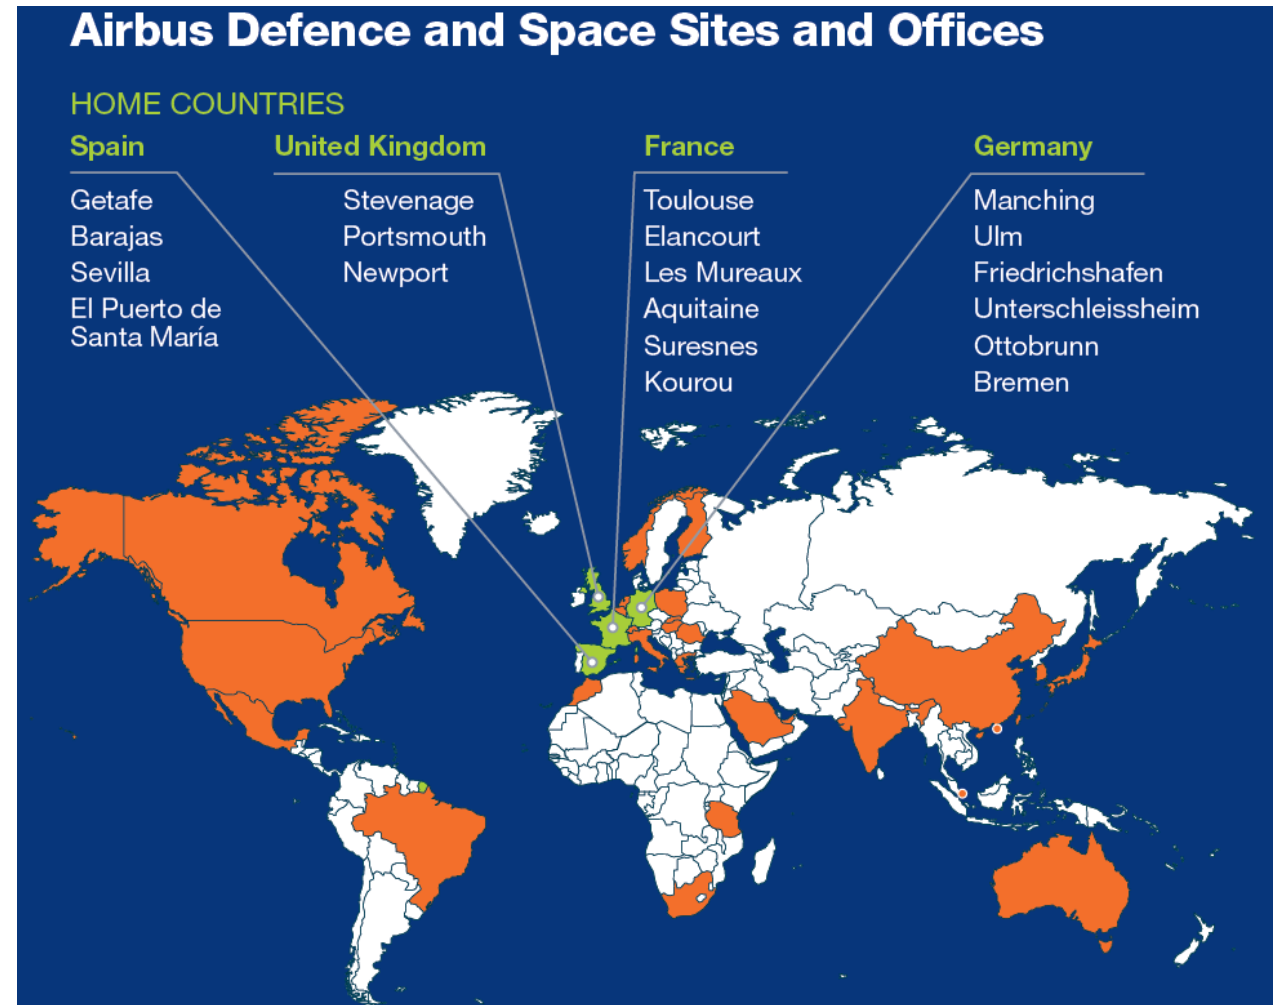 Airbus Defence and Space Sites and Offices
HOME COUNTRIES
Spain
Getafe
Barajas
Sevilla
El Puerto de
Santa María
United Kingdom
Stevenage
Portsmouth
Newport
France
Toulouse
Elancourt
Les Mureaux
Aquitaine
Suresnes
Kourou
Germany
Manching
Ulm
Friedrichshafen
Unterschleissheim
Ottobrunn
Bremen